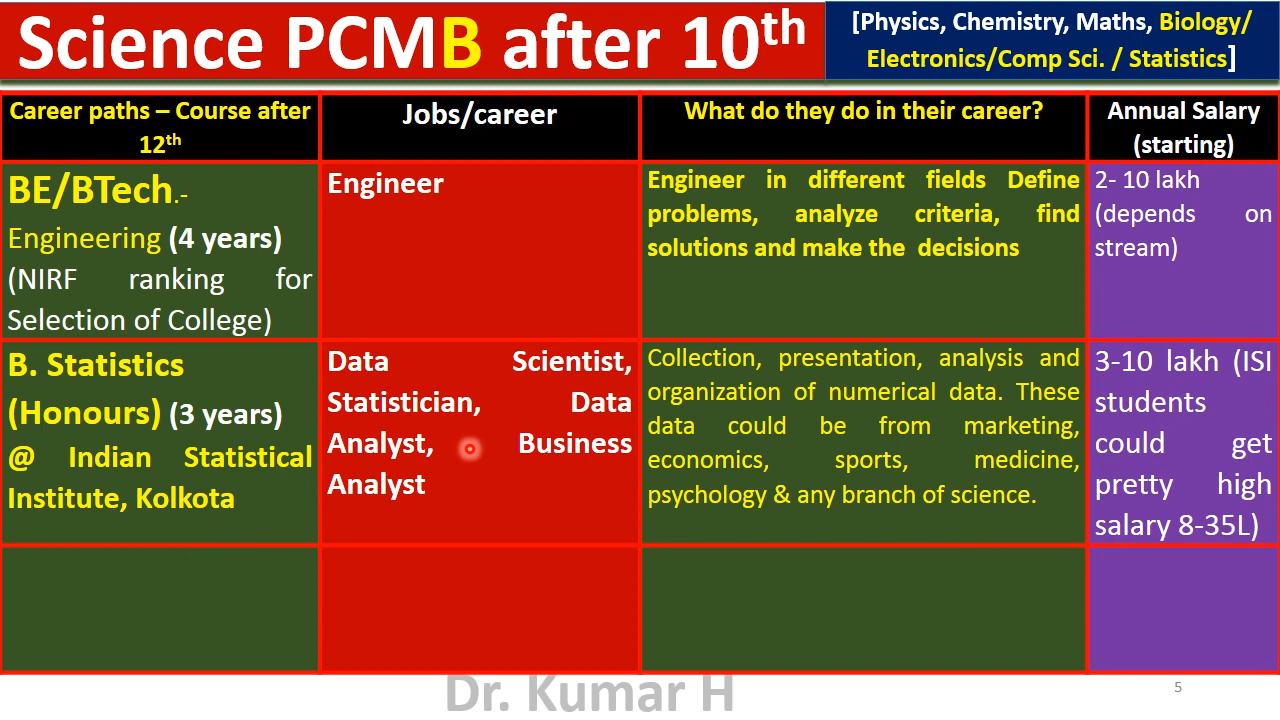 Science PCMB after 10th
[Physics, Chemistry, Maths, Biology/
Electronics/Comp Sci. / Statistics]
Career paths – Course after
12th
Jobs/career
What do they do in their career?
Annual Salary
(starting)
BE/BTech.-
Engineering (4 years)
(NIRF ranking for
Selection of College)
Engineer
Engineer in different fields Define
problems, analyze criteria, find
solutions and make the decisions
2- 10 lakh
(depends on
stream)
B. Statistics
(Honours) (3 years)
@ Indian Statistical
Institute, Kolkota
Data Scientist,
Statistician, Data
Analyst, Business
Analyst
Collection, presentation, analysis and
organization of numerical data. These
data could be from marketing,
economics, sports, medicine,
psychology & any branch of science.
3-10 lakh (ISI
students
could get
pretty high
salary 8-35L)
Dr. Kumar H
5